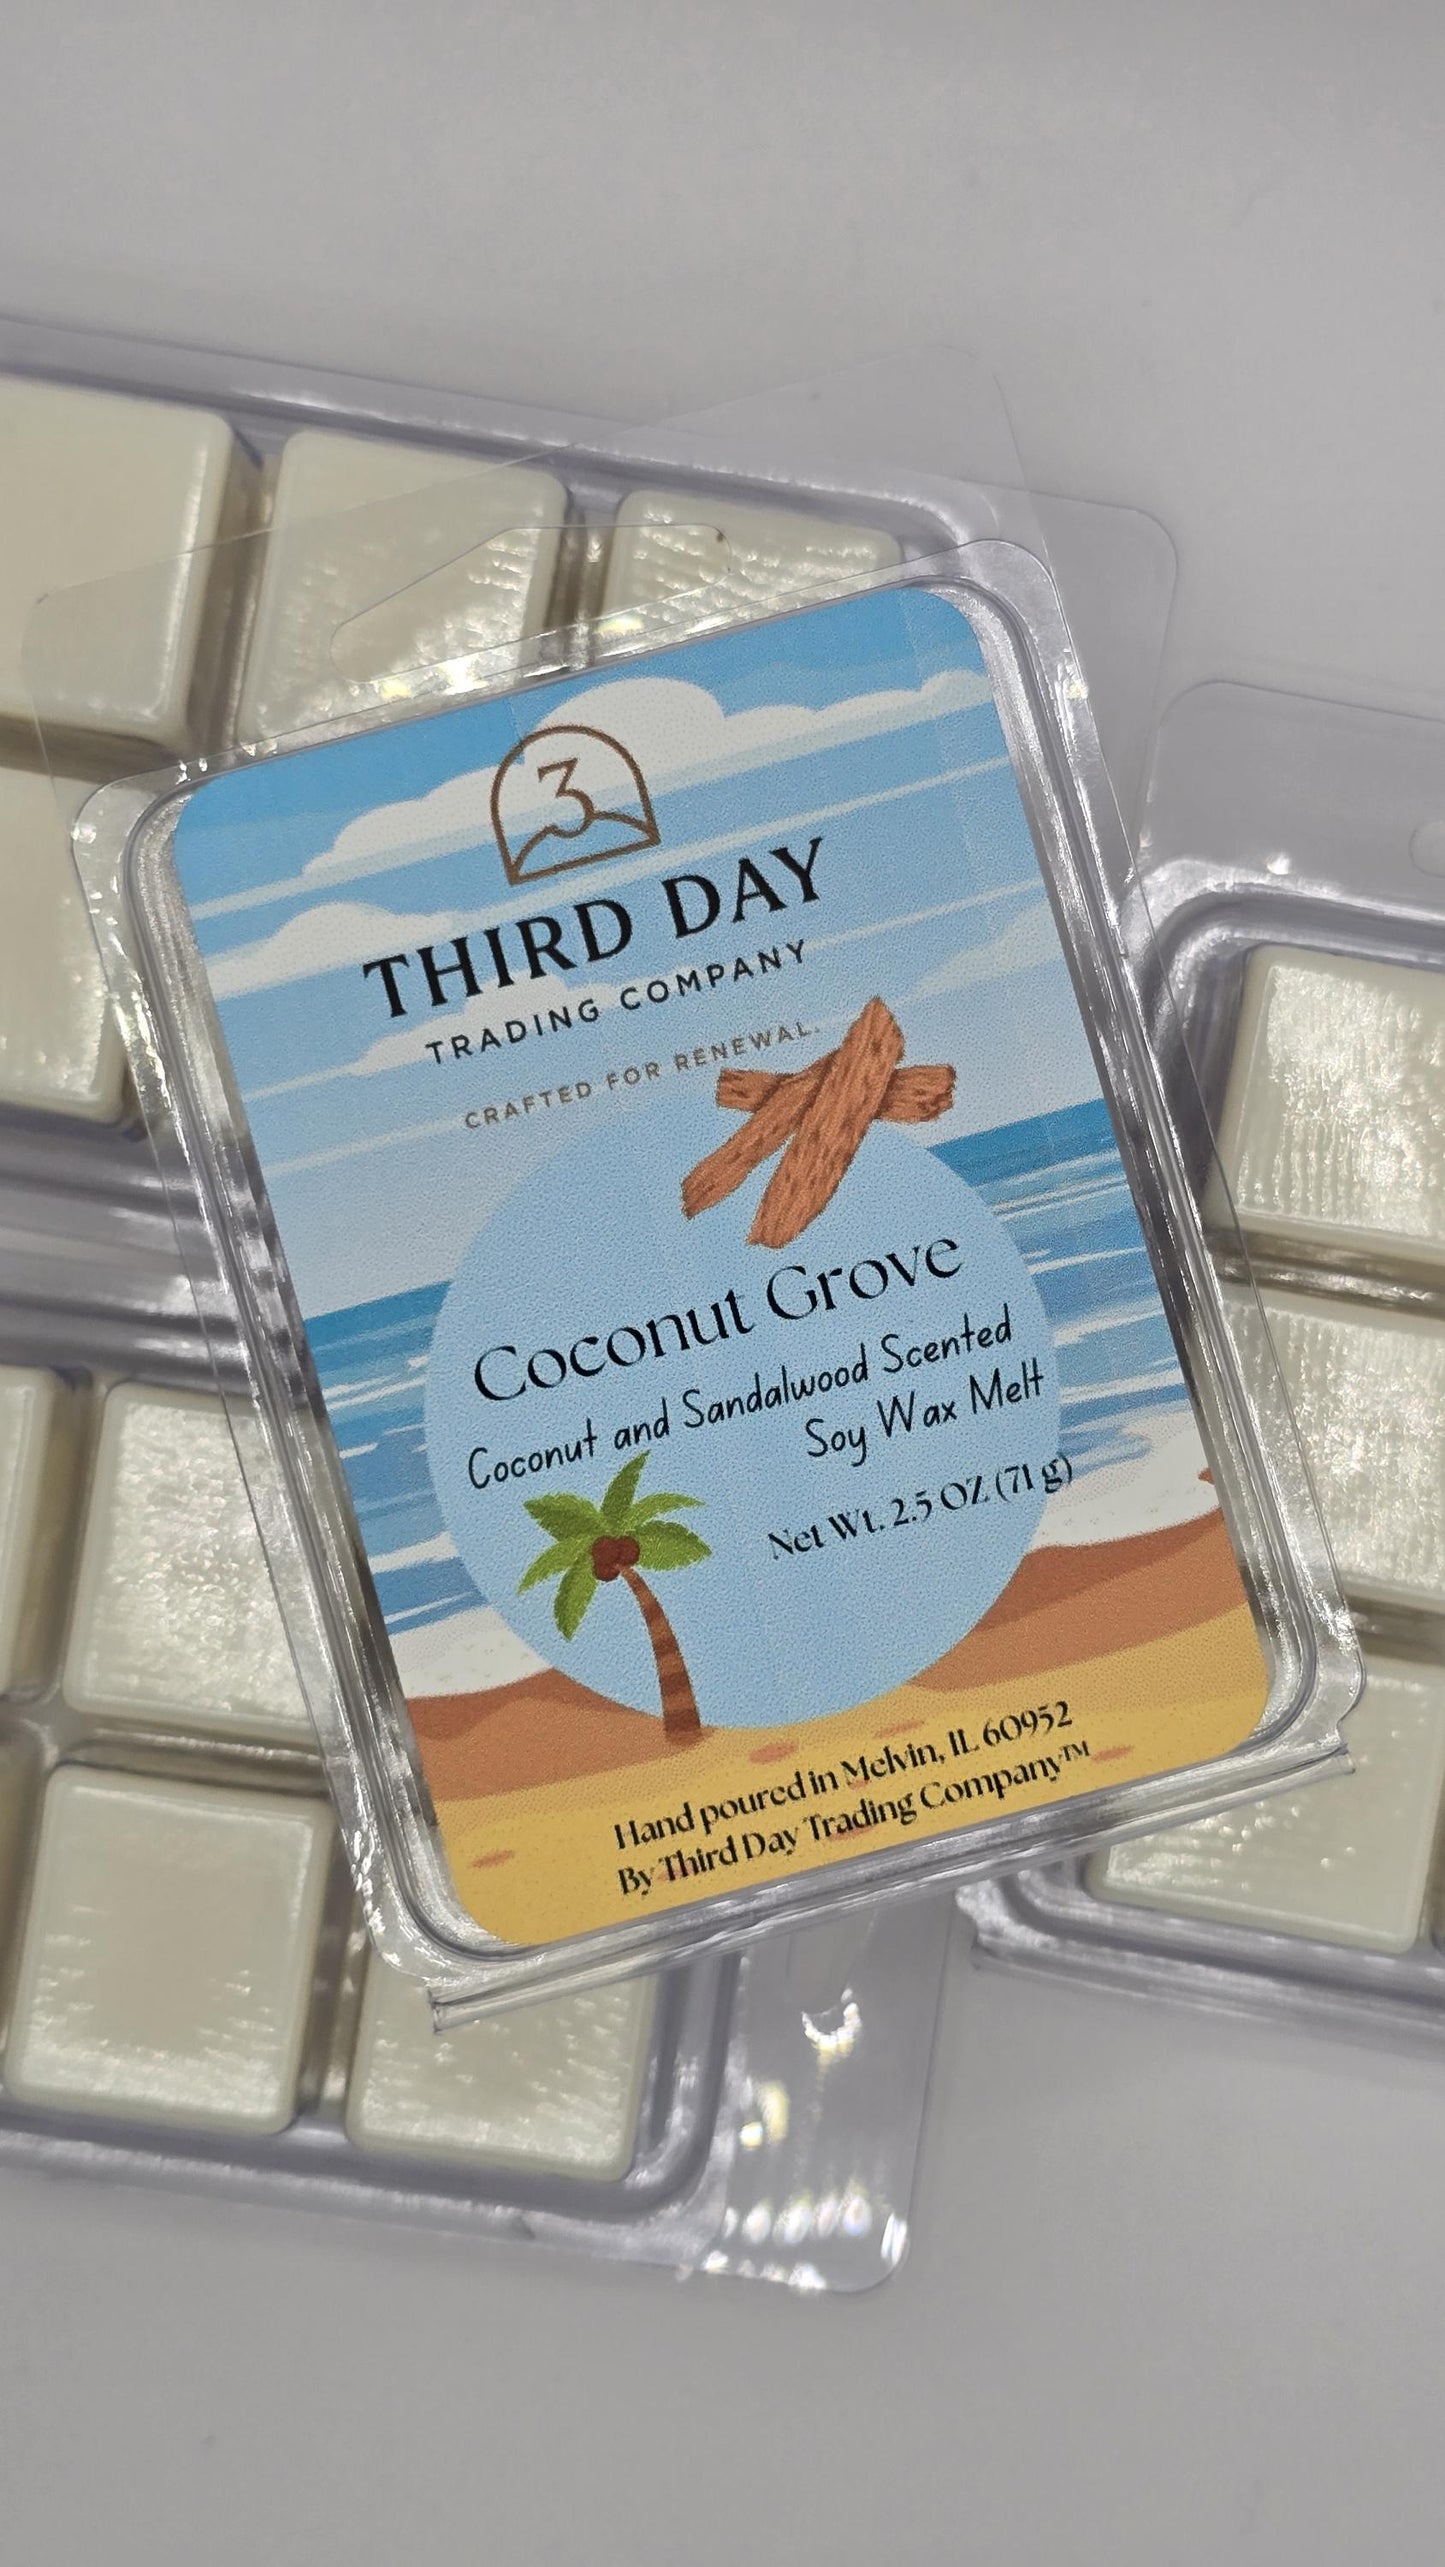 3
THIRD DAY
TRADING COMPANY
CRAFTED FOR RENEWAL.
Coconut Grove
Coconut and Sandalwood Scented
Soy Wax Melt
Net Wt. 2.5 OZ (71 g)
Hand poured in Melvin, IL 60952
By Third Day Trading Company™